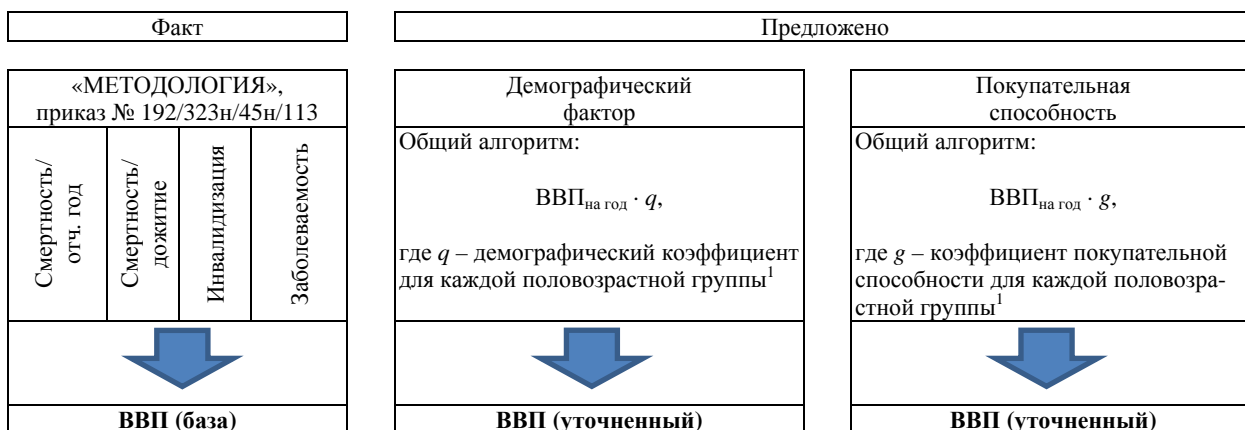 Факт
Предложено
«МЕТОДОЛОГИЯ»,
приказ № 192/323н/45н/113
Смертность/
отч. год
Смертность/
дожитие
Инвалидизация
Заболеваемость
ВВП (база)
Демографический
фактор
Общий алгоритм:
ВВПна год · q,
где q – демографический коэффициент
для каждой половозрастной группы1
ВВП (уточненный)
Покупательная
способность
Общий алгоритм:
ВВПна год · g,
где g – коэффициент покупательной
способности для каждой половозра-
стной группы1
ВВП (уточненный)